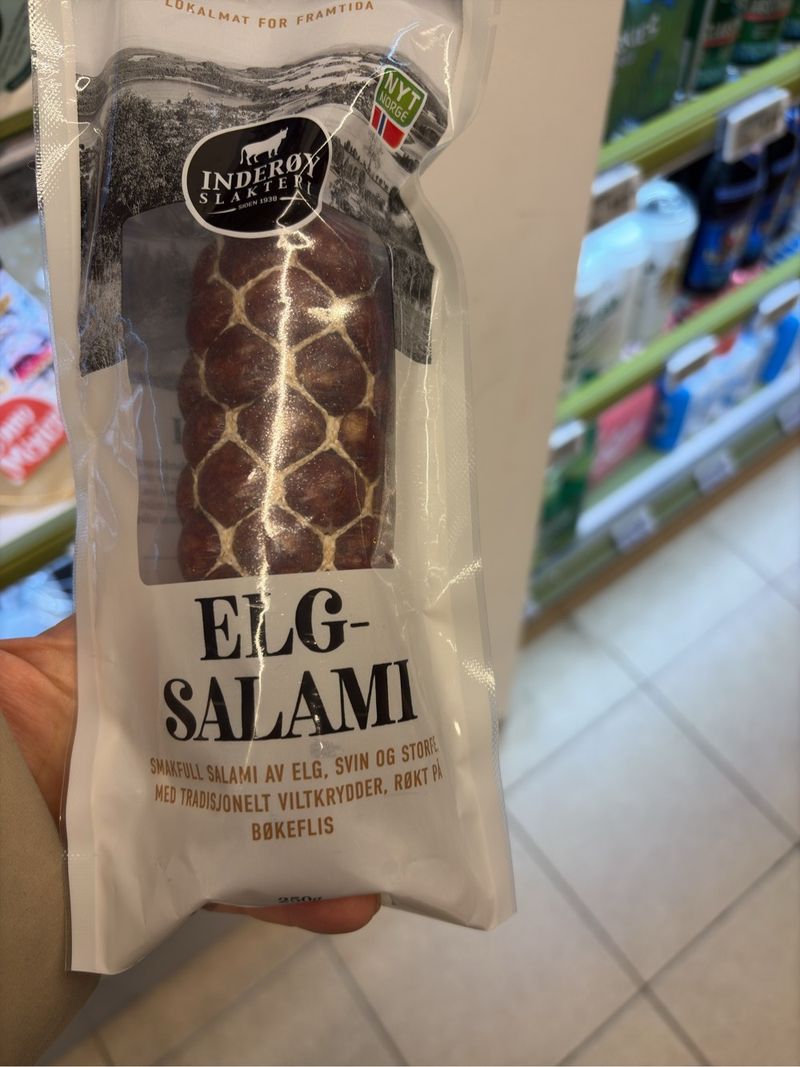 LOKALMAT FOR FRAMTIDA
NYT
NORGE
INDERØY
SLAKTERI
SIDEN 1938
ELG-
SALAMI
SMAKFULL SALAMI AV ELG, SVIN OG STORFE
MED TRADISJONELT VILTKRYDDER, RØKT PÅ
BØKEFLIS
250g